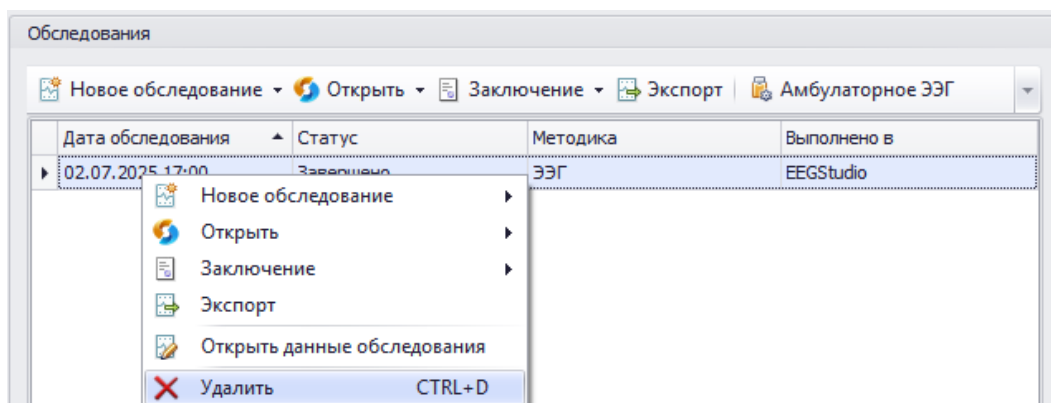 Обследования
Новое обследование Открыть Заключение Экспорт Амбулаторное ЭЭГ
Дата обследования Статус Методика Выполнено в
02.07.2025 17:00 Завершено ЭЭГ EEGStudio
Новое обследование
Открыть
Заключение
Экспорт
Открыть данные обследования
Удалить CTRL+D